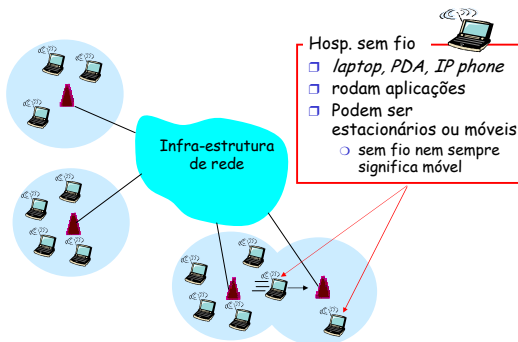 Hosp. sem fio
laptop, PDA, IP phone
rodam aplicações
Podem ser
estacionários ou móveis
sem fio nem sempre
significa móvel
Infra-estrutura
de rede